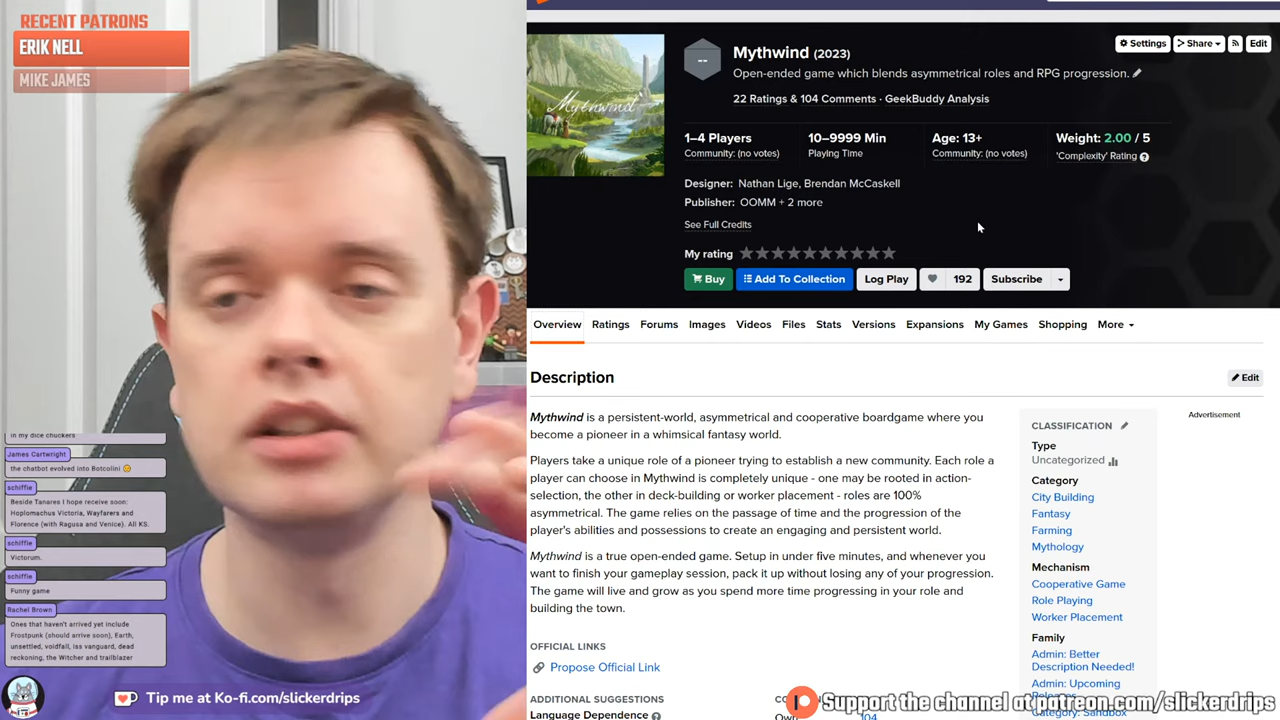 RECENT PATRONS
ERIK NELL
MIKE JAMES
in my dice chuckers
James Cartwright
the chatbot evolved into Botcolini
schiffie
Beside Tanares I hope receive soon:
Hoplomachus Victoria, Wayfarers and
Florence (with Ragusa and Venice). All KS.
schiffie
Victorum.
schiffie
Funny game
Rachel Brown
Ones that haven't arrived yet include
Frostpunk (should arrive soon), Earth,
unsettled, voidfall, iss vanguard, dead
reckoning, the Witcher and trailblazer
Tip me at Ko-fi.com/slickerdrips
Mythwind
--
Mythwind (2023)
Settings
Share
Edit
Open-ended game which blends asymmetrical roles and RPG progression.
22 Ratings & 104 Comments · GeekBuddy Analysis
1–4 Players
Community: (no votes)
10–9999 Min
Playing Time
Age: 13+
Community: (no votes)
Weight: 2.00 / 5
'Complexity' Rating
Designer: Nathan Lige, Brendan McCaskell
Publisher: OOMM + 2 more
See Full Credits
My rating
Buy
Add To Collection
Log Play
192
Subscribe
Overview Ratings Forums Images Videos Files Stats Versions Expansions My Games Shopping More
Description
Edit
Mythwind is a persistent-world, asymmetrical and cooperative boardgame where you
become a pioneer in a whimsical fantasy world.
Players take a unique role of a pioneer trying to establish a new community. Each role a
player can choose in Mythwind is completely unique - one may be rooted in action-
selection, the other in deck-building or worker placement - roles are 100%
asymmetrical. The game relies on the passage of time and the progression of the
player's abilities and possessions to create an engaging and persistent world.
Mythwind is a true open-ended game. Setup in under five minutes, and whenever you
want to finish your gameplay session, pack it up without losing any of your progression.
The game will live and grow as you spend more time progressing in your role and
building the town.
OFFICIAL LINKS
Propose Official Link
ADDITIONAL SUGGESTIONS
Language Dependence
CLASSIFICATION
Type
Uncategorized
Category
City Building
Fantasy
Farming
Mythology
Mechanism
Cooperative Game
Role Playing
Worker Placement
Family
Admin: Better
Description Needed!
Admin: Upcoming
Category: Sandbox
Own
104
Advertisement
Support the channel at patreon.com/slickerdrips